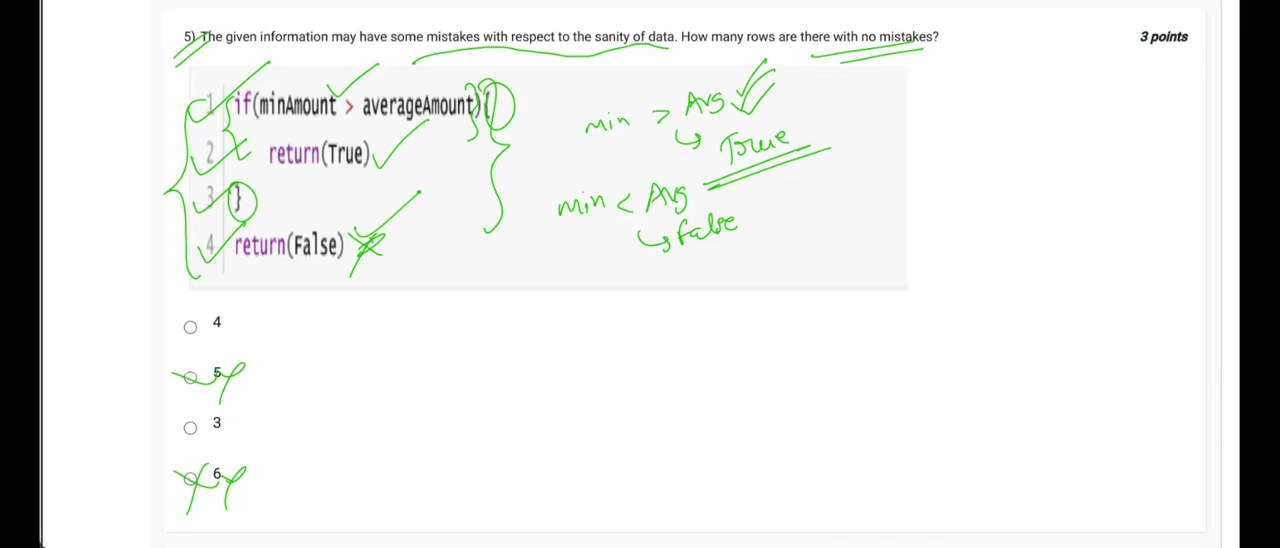 5) The given information may have some mistakes with respect to the sanity of data. How many rows are there with no mistakes?
3 points
1 if(minAmount > averageAmount){
2 return(True)
3 }
4 return(False)
min > Avg
True
min < Avg
False
4
5
3
6